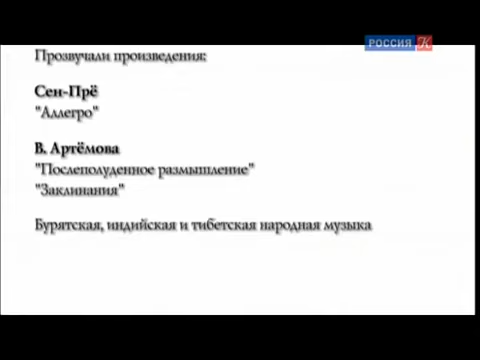 РОССИЯ К
Прозвучали произведения:
Сен-Прё
"Аллегро"
В. Артёмова
"Послеполуденное размышление"
"Заклинания"
Бурятская, индийская и тибетская народная музыка